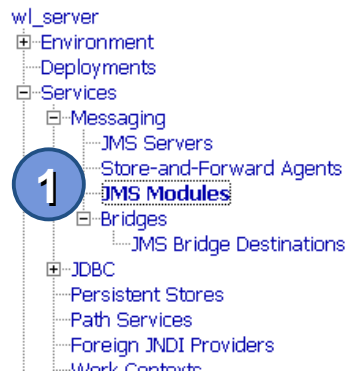 wl_server
Environment
Deployments
Services
Messaging
JMS Servers
Store-and-Forward Agents
1
JMS Modules
Bridges
JMS Bridge Destinations
JDBC
Persistent Stores
Path Services
Foreign JNDI Providers
Work Contexts